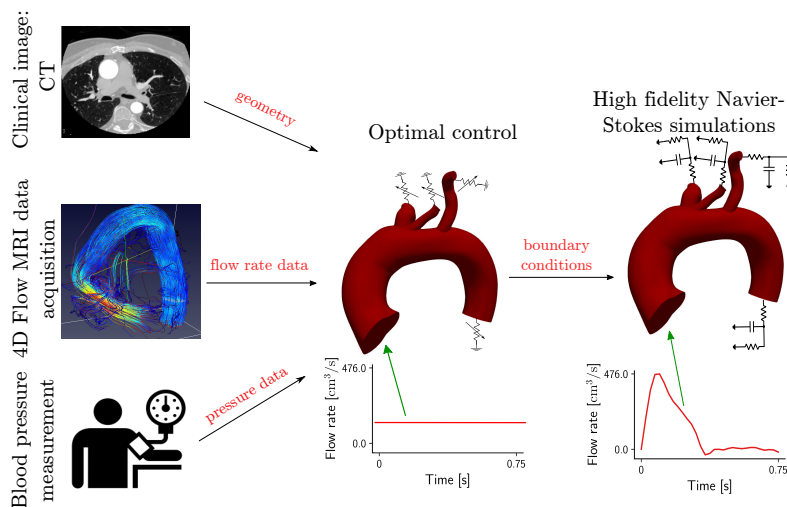 Clinical image:
CT
geometry
4D Flow MRI data
acquisition
flow rate data
Blood pressure
measurement
pressure data
Optimal control
boundary
conditions
High fidelity Navier-
Stokes simulations
Flow rate [cm³/s]
476.0
0.0
0
0.75
Time [s]
Flow rate [cm³/s]
476.0
0.0
0
0.75
Time [s]